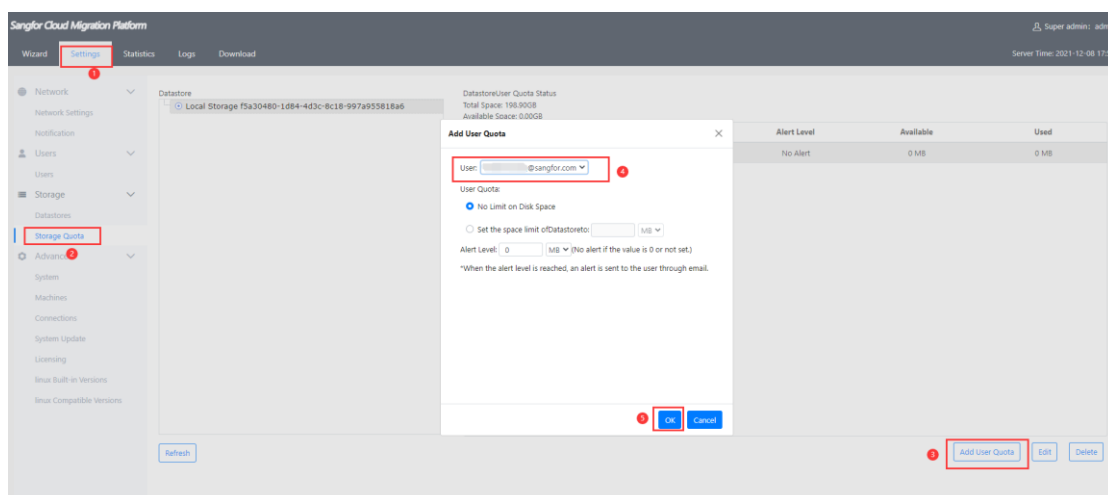 Sangfor Cloud Migration Platform
Super admin: adm
Wizard Settings Statistics Logs Download
Server Time: 2021-12-08 17:5
1
Network
Network Settings
Notification
Users
Users
Storage
Datastores
Storage Quota
2
Advance
System
Machines
Connections
System Update
Licensing
linux Built-in Versions
linux Compatible Versions
Datastore
Local Storage f5a30480-1d84-4d3c-8c18-997a955818a6
DatastoreUser Quota Status
Total Space: 198.90GB
Available Space: 0.00GB
Alert Level Available Used
No Alert 0 MB 0 MB
Add User Quota
User: @sangfor.com
4
User Quota:
No Limit on Disk Space
Set the space limit ofDatastoreto: MB
Alert Level: 0 MB (No alert if the value is 0 or not set.)
*When the alert level is reached, an alert is sent to the user through email.
5 OK Cancel
Refresh
3 Add User Quota Edit Delete